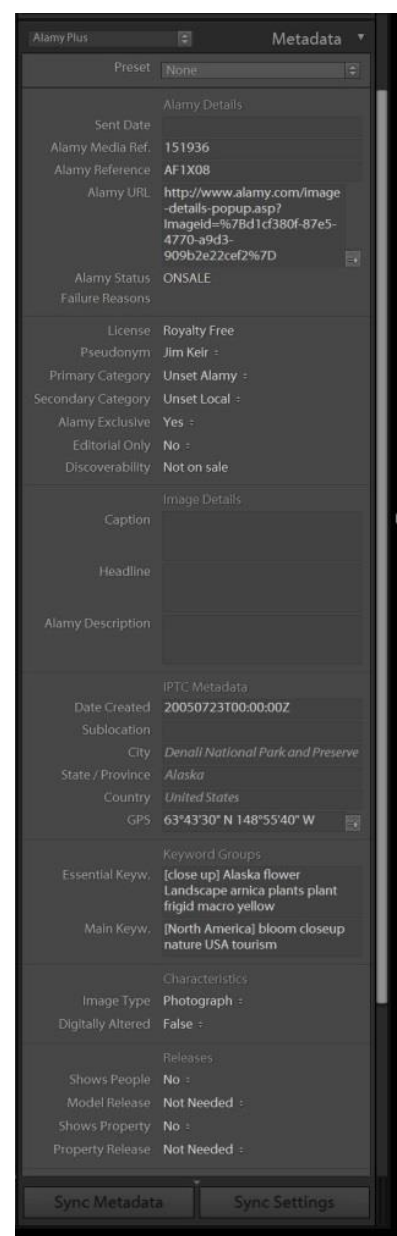 Alamy Plus Metadata
Preset None
Alamy Details
Sent Date
Alamy Media Ref. 151936
Alamy Reference AF1X08
Alamy URL http://www.alamy.com/image
-details-popup.asp?
Imageid=%7Bd1cf380f-87e5-
4770-a9d3-
909b2e22cef2%7D
Alamy Status ONSALE
Failure Reasons
License Royalty Free
Pseudonym Jim Keir
Primary Category Unset Alamy
Secondary Category Unset Local
Alamy Exclusive Yes
Editorial Only No
Discoverability Not on sale
Image Details
Caption
Headline
Alamy Description
IPTC Metadata
Date Created 20050723T00:00:00Z
Sublocation
City Denali National Park and Preserve
State / Province Alaska
Country United States
GPS 63°43'30" N 148°55'40" W
Keyword Groups
Essential Keyw. [close up] Alaska flower
Landscape arnica plants plant
frigid macro yellow
Main Keyw. [North America] bloom closeup
nature USA tourism
Characteristics
Image Type Photograph
Digitally Altered False
Releases
Shows People No
Model Release Not Needed
Shows Property No
Property Release Not Needed
Sync Metadata Sync Settings